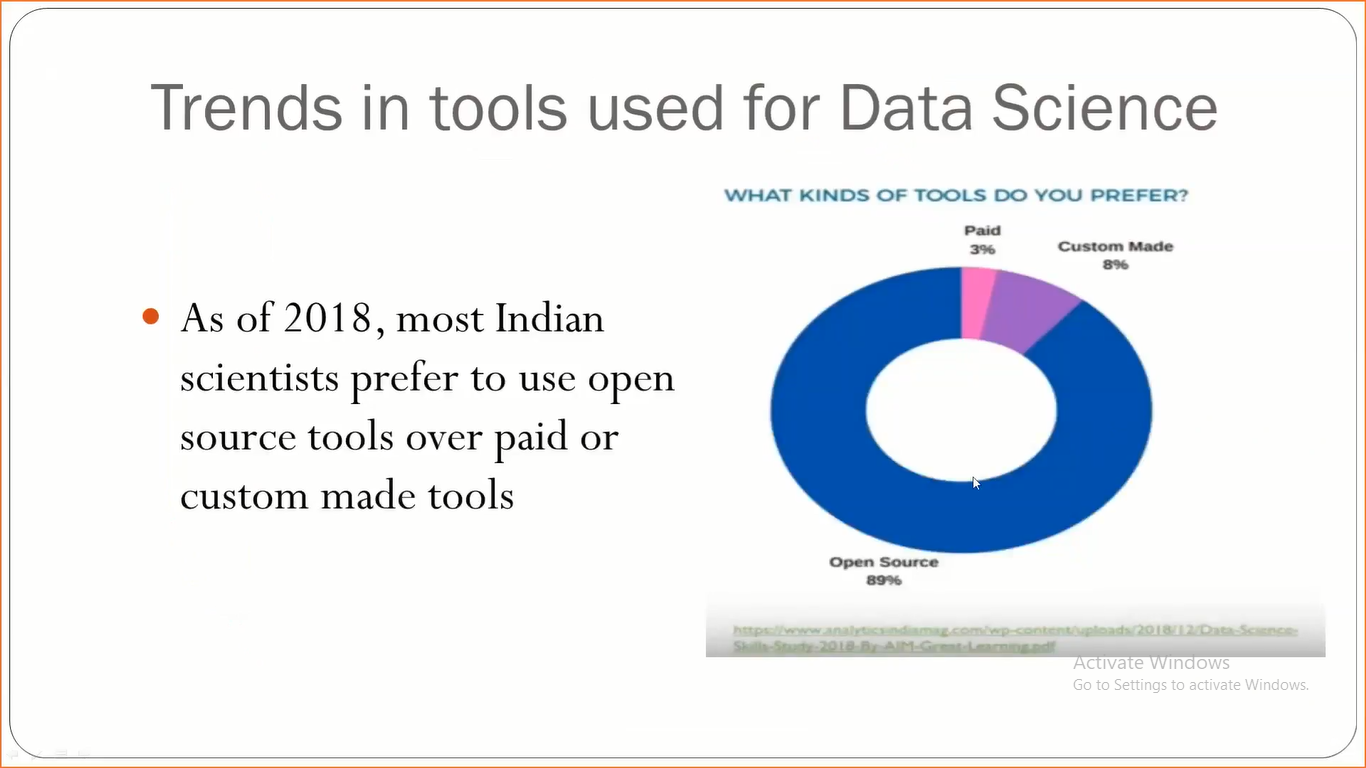 Trends in tools used for Data Science
WHAT KINDS OF TOOLS DO YOU PREFER?
Paid
3%
Custom Made
8%
As of 2018, most Indian
scientists prefer to use open
source tools over paid or
custom made tools
Open Source
89%
https://www.analyticsindiamag.com/wp-content/uploads/2018/12/Data-Science-
Skills-Study-2018-By-AIM-Great-Learning.pdf
Activate Windows
Go to Settings to activate Windows.